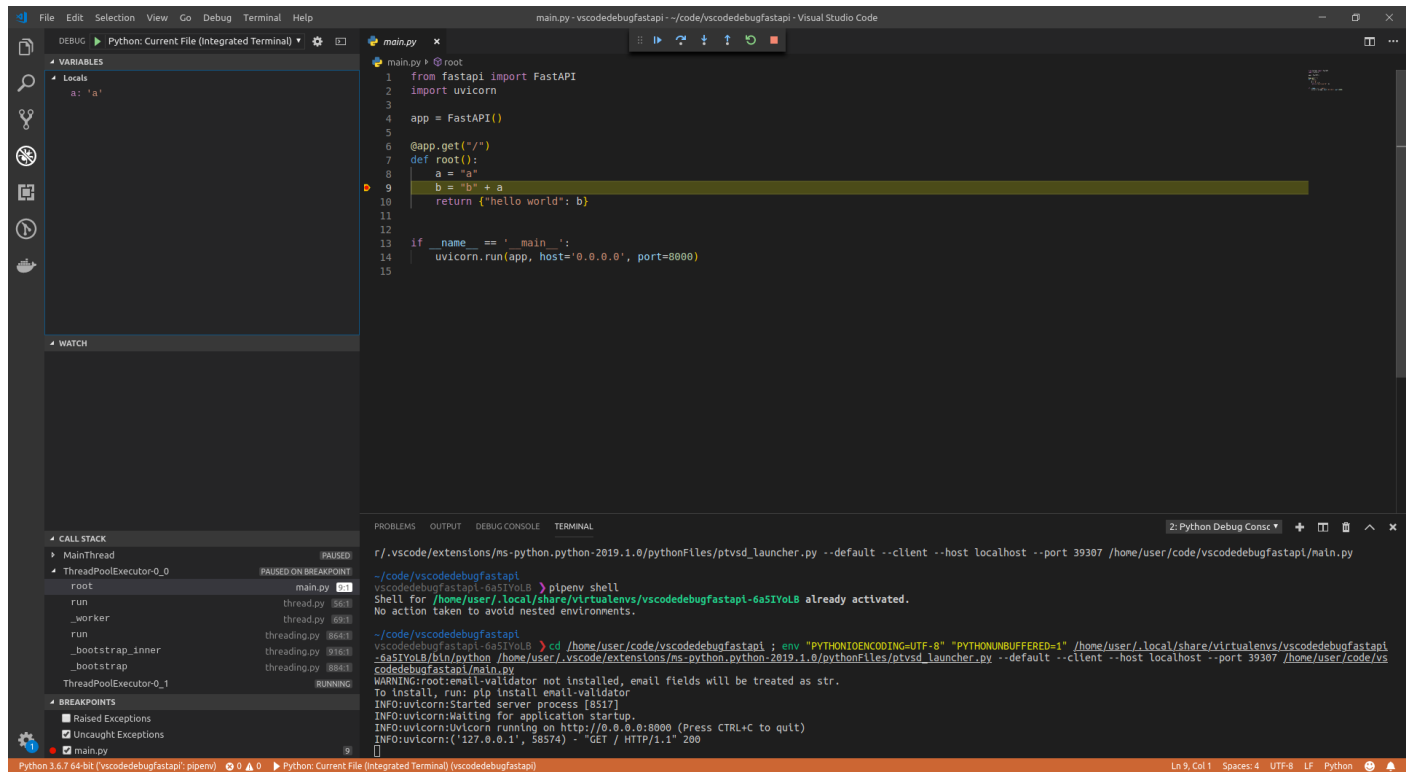 File Edit Selection View Go Debug Terminal Help
main.py - vscodedebugfastapi - ~/code/vscodedebugfastapi - Visual Studio Code
DEBUG Python: Current File (Integrated Terminal)
VARIABLES
Locals
a: 'a'
WATCH
CALL STACK
MainThread PAUSED
ThreadPoolExecutor-0_0 PAUSED ON BREAKPOINT
root main.py 9:1
run thread.py 56:1
_worker thread.py 69:1
run threading.py 864:1
_bootstrap_inner threading.py 916:1
_bootstrap threading.py 884:1
ThreadPoolExecutor-0_1 RUNNING
BREAKPOINTS
Raised Exceptions
Uncaught Exceptions
main.py 9
main.py
main.py root
1 from fastapi import FastAPI
2 import uvicorn
3
4 app = FastAPI()
5
6 @app.get("/")
7 def root():
8 a = "a"
9 b = "b" + a
10 return {"hello world": b}
11
12
13 if __name__ == '__main__':
14 uvicorn.run(app, host='0.0.0.0', port=8000)
15
PROBLEMS OUTPUT DEBUG CONSOLE TERMINAL
2: Python Debug Consc
r/.vscode/extensions/ms-python.python-2019.1.0/pythonFiles/ptvsd_launcher.py --default --client --host localhost --port 39307 /home/user/code/vscodedebugfastapi/main.py
~/code/vscodedebugfastapi
vscodedebugfastapi-6a5IYoLB ❯ pipenv shell
Shell for /home/user/.local/share/virtualenvs/vscodedebugfastapi-6a5IYoLB already activated.
No action taken to avoid nested environments.
~/code/vscodedebugfastapi
vscodedebugfastapi-6a5IYoLB ❯ cd /home/user/code/vscodedebugfastapi ; env "PYTHONIOENCODING=UTF-8" "PYTHONUNBUFFERED=1" /home/user/.local/share/virtualenvs/vscodedebugfastapi
-6a5IYoLB/bin/python /home/user/.vscode/extensions/ms-python.python-2019.1.0/pythonFiles/ptvsd_launcher.py --default --client --host localhost --port 39307 /home/user/code/vs
codedebugfastapi/main.py
WARNING:root:email-validator not installed, email fields will be treated as str.
To install, run: pip install email-validator
INFO:uvicorn:Started server process [8517]
INFO:uvicorn:Waiting for application startup.
INFO:uvicorn:Uvicorn running on http://0.0.0.0:8000 (Press CTRL+C to quit)
INFO:uvicorn:('127.0.0.1', 58574) - "GET / HTTP/1.1" 200
1
Python 3.6.7 64-bit ('vscodedebugfastapi': pipenv) 0 0 Python: Current File (Integrated Terminal) (vscodedebugfastapi)
Ln 9, Col 1 Spaces: 4 UTF-8 LF Python